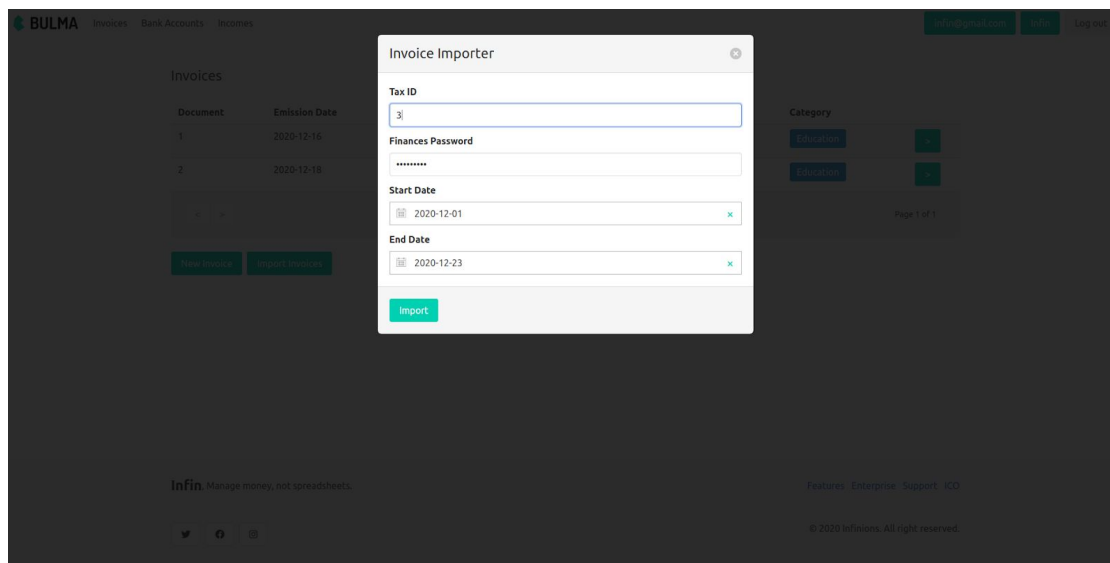 BULMA Invoices Bank Accounts Incomes infin@gmail.com Infin Log out
Invoice Importer
Invoices
Tax ID
Document Emission Date Category
3
1 2020-12-16 Education >
Finances Password
•••••••••
2 2020-12-18 Education >
Start Date
2020-12-01 ×
< > Page 1 of 1
End Date
2020-12-23 ×
New Invoice Import Invoices
Import
Infin. Manage money, not spreadsheets. Features Enterprise Support ICO
© 2020 Infinions. All right reserved.